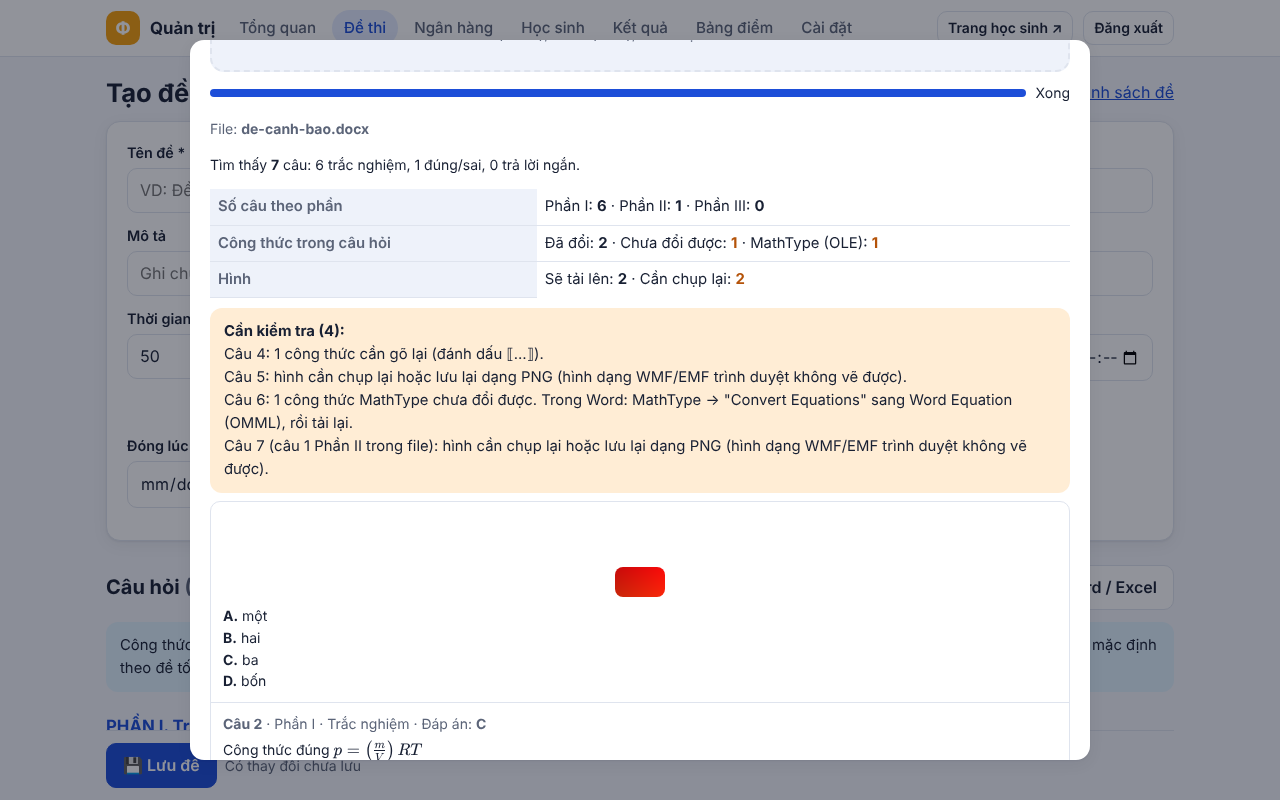 Φ Quản trị Tổng quan Đề thi Ngân hàng Học sinh Kết quả Bảng điểm Cài đặt Trang học sinh ↗ Đăng xuất
Tạo đề
nh sách đề
Xong
File: de-canh-bao.docx
Tên đề *
VD: Đề
Tìm thấy 7 câu: 6 trắc nghiệm, 1 đúng/sai, 0 trả lời ngắn.
Số câu theo phần Phần I: 6 · Phần II: 1 · Phần III: 0
Mô tả
Công thức trong câu hỏi Đã đổi: 2 · Chưa đổi được: 1 · MathType (OLE): 1
Ghi ch
Hình Sẽ tải lên: 2 · Cần chụp lại: 2
Thời gian
50
-:--
Cần kiểm tra (4):
Câu 4: 1 công thức cần gõ lại (đánh dấu ⟦...⟧).
Câu 5: hình cần chụp lại hoặc lưu lại dạng PNG (hình dạng WMF/EMF trình duyệt không vẽ được).
Câu 6: 1 công thức MathType chưa đổi được. Trong Word: MathType → "Convert Equations" sang Word Equation
(OMML), rồi tải lại.
Câu 7 (câu 1 Phần II trong file): hình cần chụp lại hoặc lưu lại dạng PNG (hình dạng WMF/EMF trình duyệt không vẽ
được).
Đóng lúc
mm/dd
Câu hỏi (
rd / Excel
A. một
B. hai
C. ba
D. bốn
Công thức
mặc định
theo đề tố
PHẦN I. Tr
Câu 2 · Phần I · Trắc nghiệm · Đáp án: C
Công thức đúng p = (m/V) RT
💾 Lưu đề Có thay đổi chưa lưu